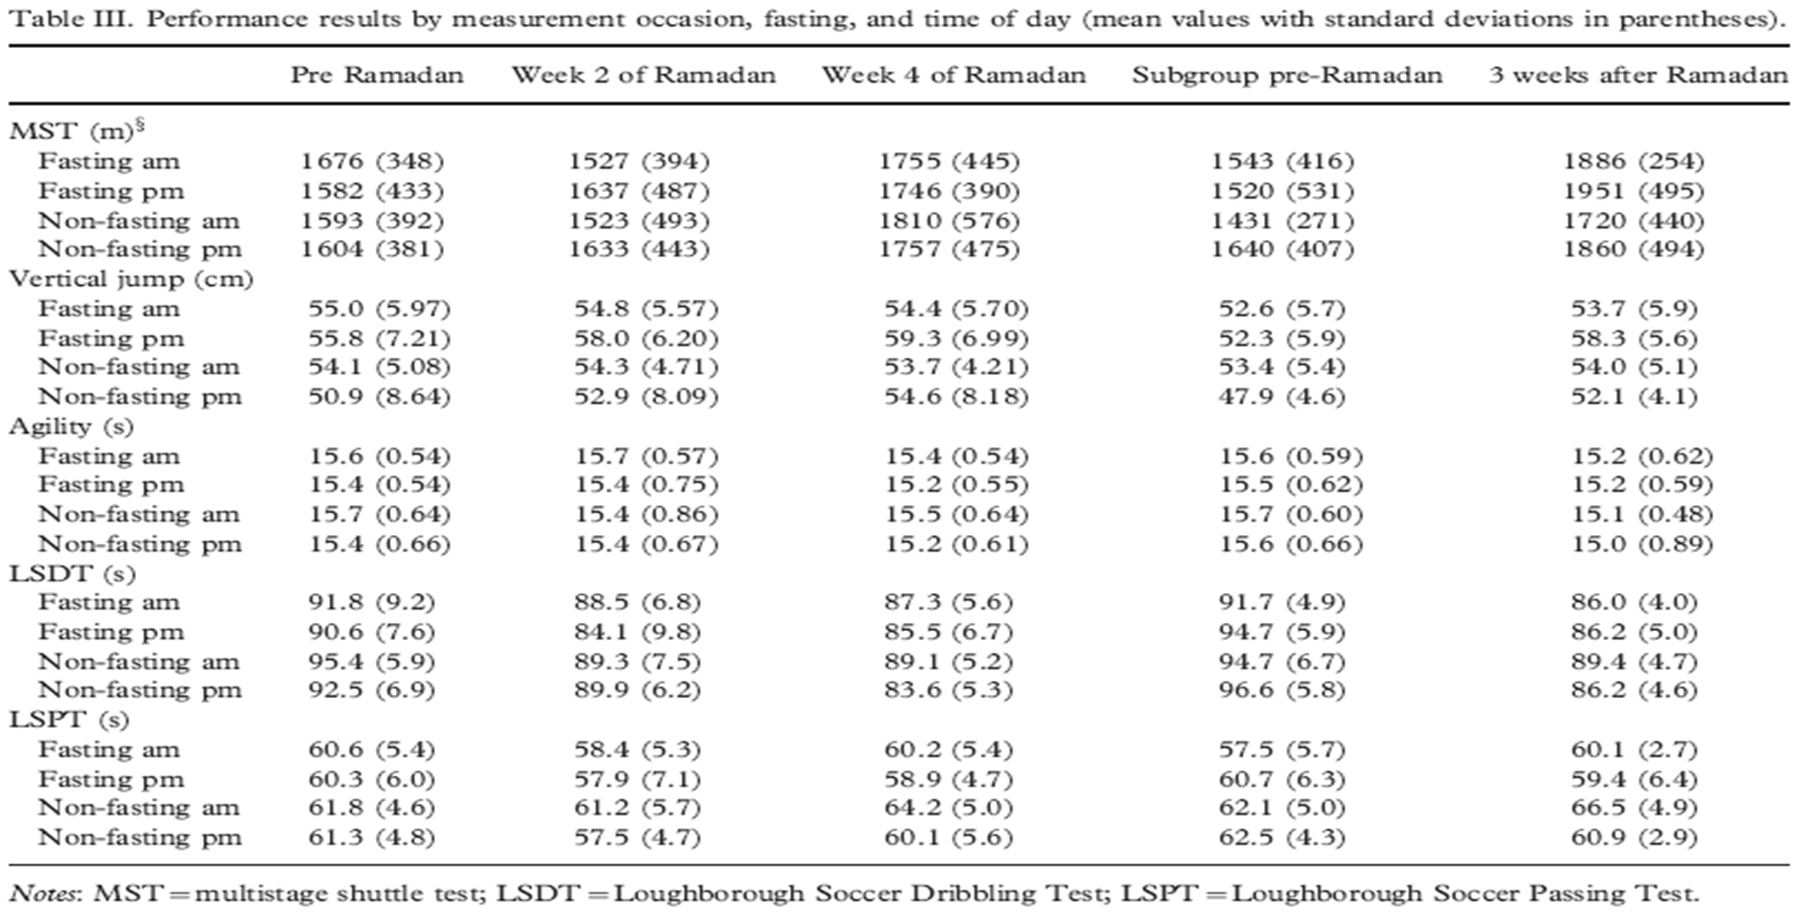 Table III. Performance results by measurement occasion, fasting, and time of day (mean values with standard deviations in parentheses).
Pre Ramadan Week 2 of Ramadan Week 4 of Ramadan Subgroup pre-Ramadan 3 weeks after Ramadan
MST (m)§
Fasting am 1676 (348) 1527 (394) 1755 (445) 1543 (416) 1886 (254)
Fasting pm 1582 (433) 1637 (487) 1746 (390) 1520 (531) 1951 (495)
Non-fasting am 1593 (392) 1523 (493) 1810 (576) 1431 (271) 1720 (440)
Non-fasting pm 1604 (381) 1633 (443) 1757 (475) 1640 (407) 1860 (494)
Vertical jump (cm)
Fasting am 55.0 (5.97) 54.8 (5.57) 54.4 (5.70) 52.6 (5.7) 53.7 (5.9)
Fasting pm 55.8 (7.21) 58.0 (6.20) 59.3 (6.99) 52.3 (5.9) 58.3 (5.6)
Non-fasting am 54.1 (5.08) 54.3 (4.71) 53.7 (4.21) 53.4 (5.4) 54.0 (5.1)
Non-fasting pm 50.9 (8.64) 52.9 (8.09) 54.6 (8.18) 47.9 (4.6) 52.1 (4.1)
Agility (s)
Fasting am 15.6 (0.54) 15.7 (0.57) 15.4 (0.54) 15.6 (0.59) 15.2 (0.62)
Fasting pm 15.4 (0.54) 15.4 (0.75) 15.2 (0.55) 15.5 (0.62) 15.2 (0.59)
Non-fasting am 15.7 (0.64) 15.4 (0.86) 15.5 (0.64) 15.7 (0.60) 15.1 (0.48)
Non-fasting pm 15.4 (0.66) 15.4 (0.67) 15.2 (0.61) 15.6 (0.66) 15.0 (0.89)
LSDT (s)
Fasting am 91.8 (9.2) 88.5 (6.8) 87.3 (5.6) 91.7 (4.9) 86.0 (4.0)
Fasting pm 90.6 (7.6) 84.1 (9.8) 85.5 (6.7) 94.7 (5.9) 86.2 (5.0)
Non-fasting am 95.4 (5.9) 89.3 (7.5) 89.1 (5.2) 94.7 (6.7) 89.4 (4.7)
Non-fasting pm 92.5 (6.9) 89.9 (6.2) 83.6 (5.3) 96.6 (5.8) 86.2 (4.6)
LSPT (s)
Fasting am 60.6 (5.4) 58.4 (5.3) 60.2 (5.4) 57.5 (5.7) 60.1 (2.7)
Fasting pm 60.3 (6.0) 57.9 (7.1) 58.9 (4.7) 60.7 (6.3) 59.4 (6.4)
Non-fasting am 61.8 (4.6) 61.2 (5.7) 64.2 (5.0) 62.1 (5.0) 66.5 (4.9)
Non-fasting pm 61.3 (4.8) 57.5 (4.7) 60.1 (5.6) 62.5 (4.3) 60.9 (2.9)
Notes: MST=multistage shuttle test; LSDT=Loughborough Soccer Dribbling Test; LSPT=Loughborough Soccer Passing Test.